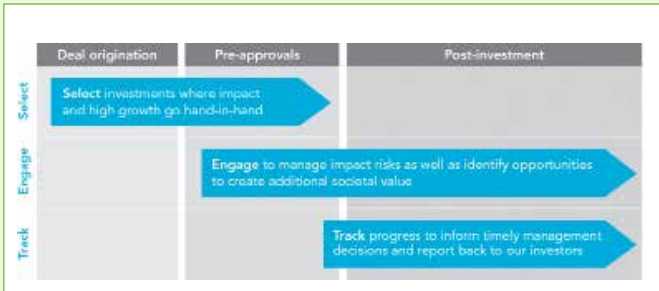 Deal origination
Pre-approvals
Post-investment
Select
Select investments where impact
and high growth go hand-in-hand
Engage
Engage to manage impact risks as well as identify opportunities
to create additional societal value
Track
Track progress to inform timely management
decisions and report back to our investors